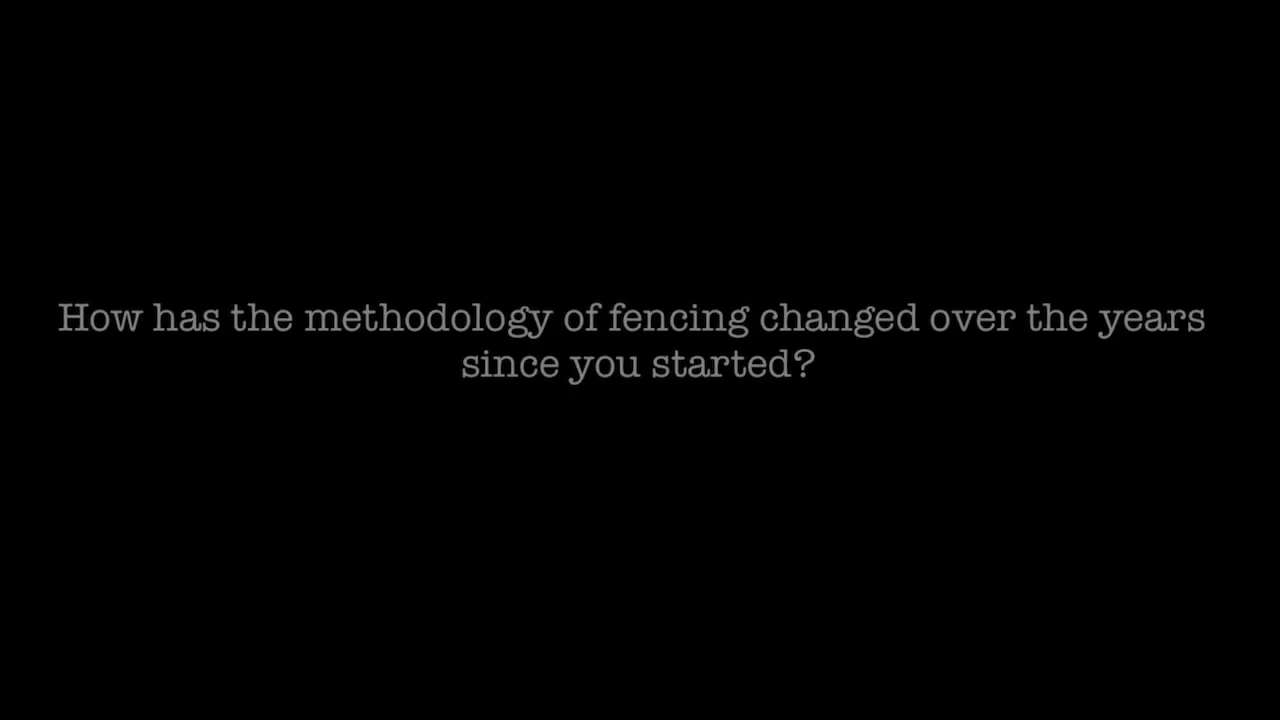 How has the methodology of fencing changed over the years
since you started?